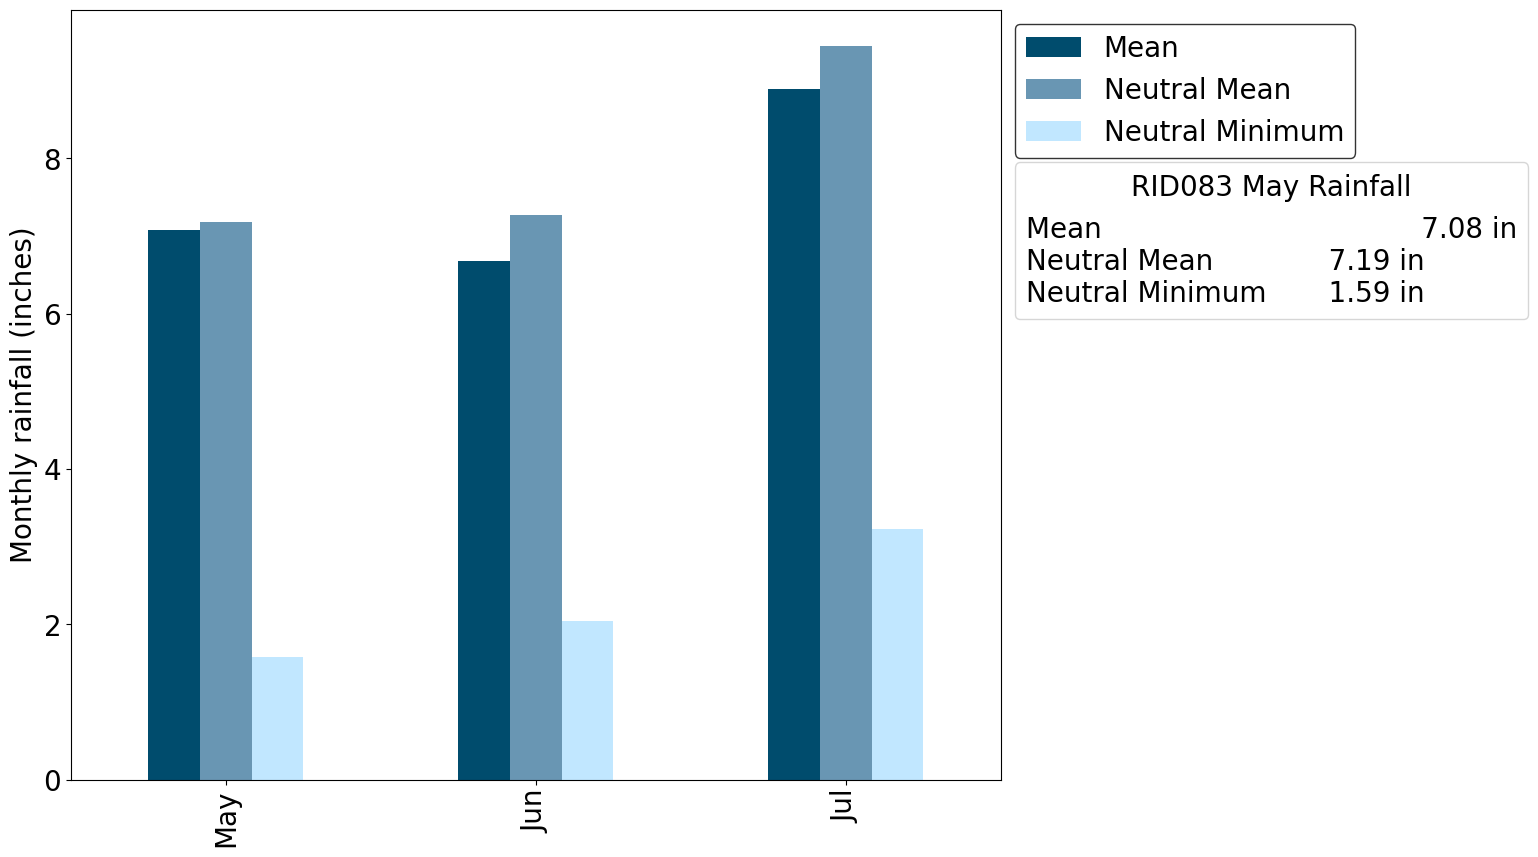 Monthly rainfall (inches)
8
6
4
2
0
May
Jun
Jul
Mean
Neutral Mean
Neutral Minimum
RID083 May Rainfall
Mean 7.08 in
Neutral Mean 7.19 in
Neutral Minimum 1.59 in